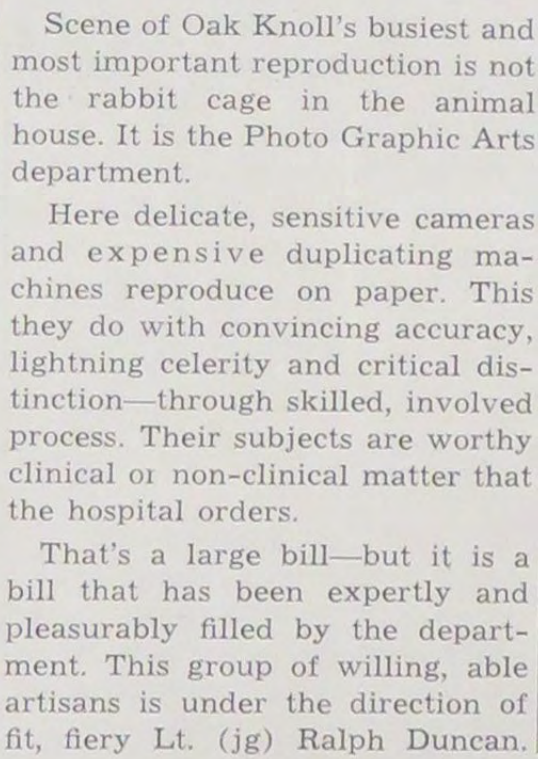 Scene of Oak Knoll's busiest and
most important reproduction is not
the rabbit cage in the animal
house. It is the Photo Graphic Arts
department.
Here delicate, sensitive cameras
and expensive duplicating ma-
chines reproduce on paper. This
they do with convincing accuracy,
lightning celerity and critical dis-
tinction—through skilled, involved
process. Their subjects are worthy
clinical or non-clinical matter that
the hospital orders.
That's a large bill—but it is a
bill that has been expertly and
pleasurably filled by the depart-
ment. This group of willing, able
artisans is under the direction of
fit, fiery Lt. (jg) Ralph Duncan.